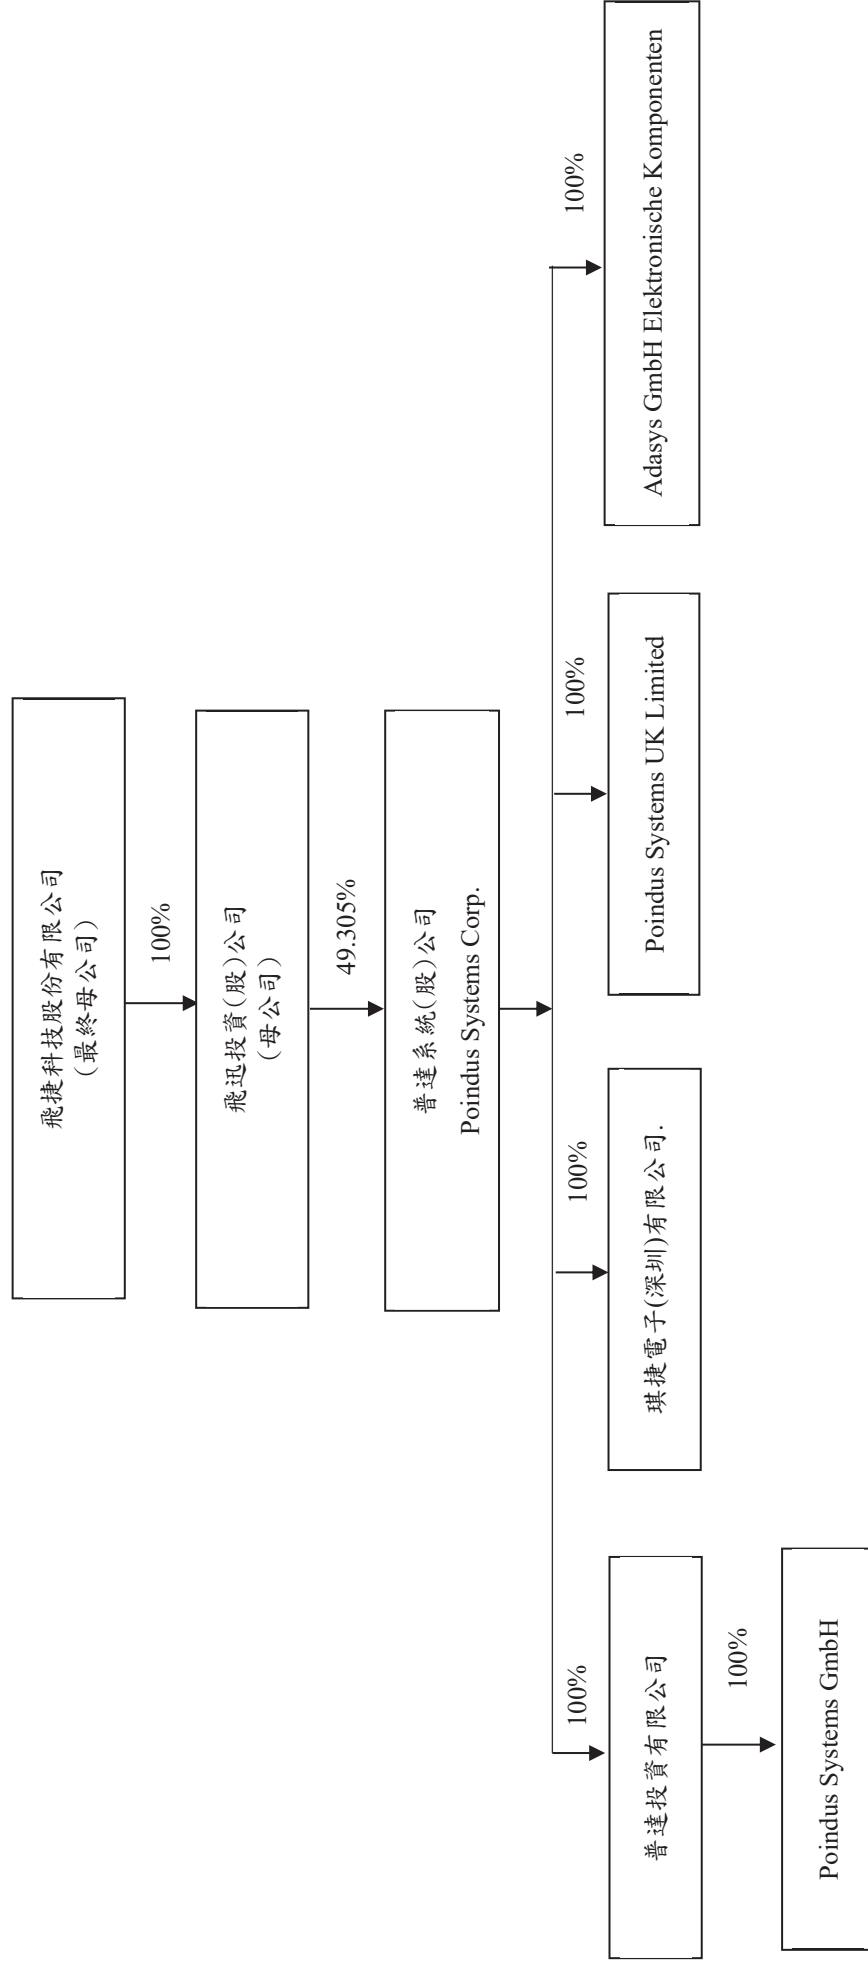 飛捷科技股份有限公司
(最終母公司)
100%
飛迅投資(股)公司
(母公司)
49.305%
普達系統(股)公司
Poindus Systems Corp.
100%
100%
100%
100%
普達投資有限公司
琪捷電子(深圳)有限公司.
Poindus Systems UK Limited
Adasys GmbH Elektronische Komponenten
100%
Poindus Systems GmbH